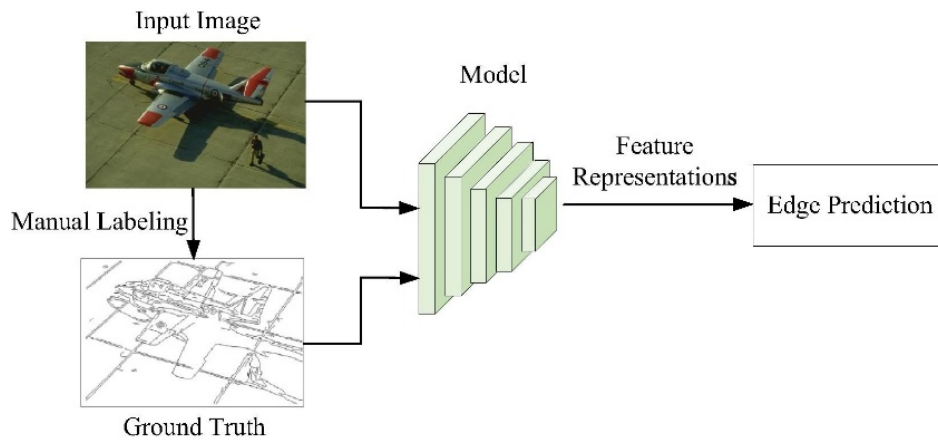 Input Image
Model
Manual Labeling
Feature
Representations
Edge Prediction
Ground Truth